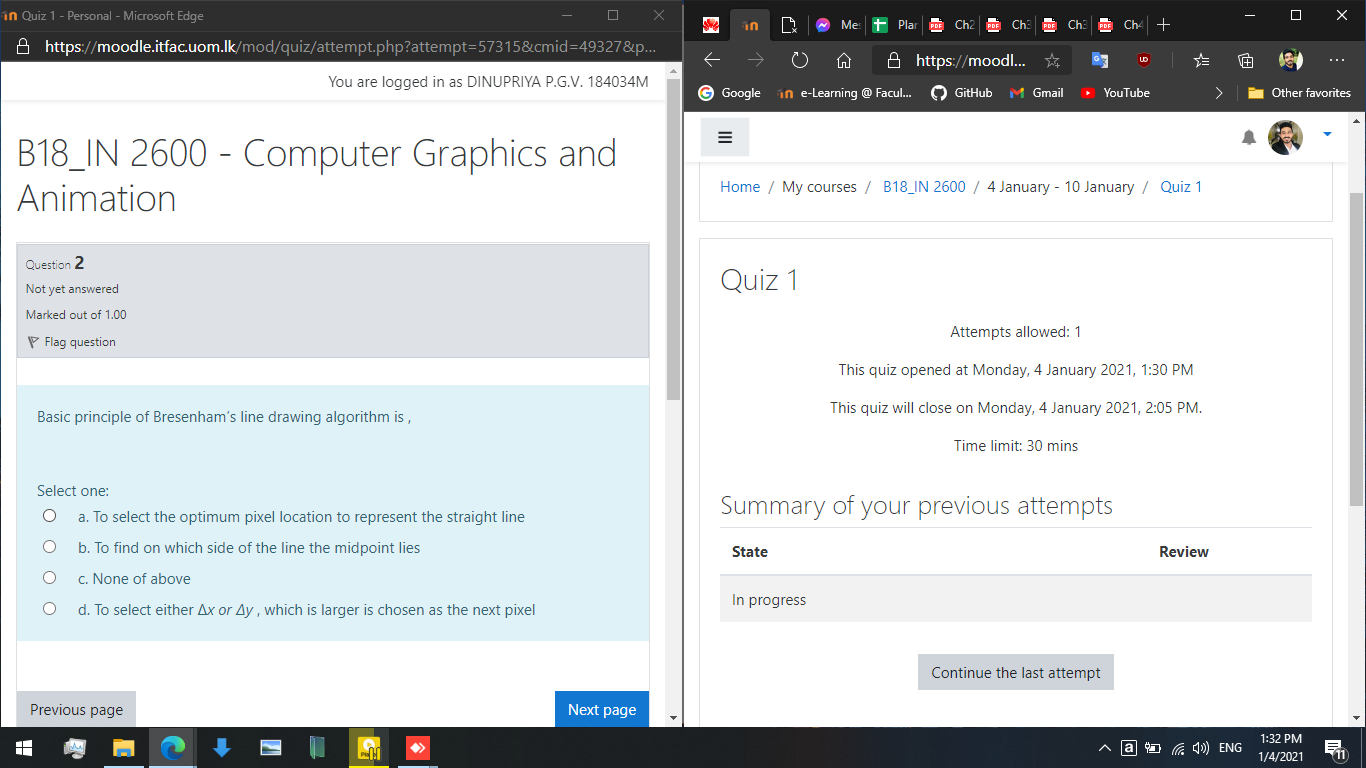 Quiz 1 - Personal - Microsoft Edge
https://moodle.itfac.uom.lk/mod/quiz/attempt.php?attempt=57315&cmid=49327&p...
You are logged in as DINUPRIYA P.G.V. 184034M
B18_IN 2600 - Computer Graphics and
Animation
Question 2
Not yet answered
Marked out of 1.00
Flag question
Basic principle of Bresenham's line drawing algorithm is ,
Select one:
a. To select the optimum pixel location to represent the straight line
b. To find on which side of the line the midpoint lies
c. None of above
d. To select either Δx or Δy , which is larger is chosen as the next pixel
Previous page
Next page
Me
Plar
Ch2
Ch3
Ch3
Ch4
https://moodl...
Google
e-Learning @ Facul...
GitHub
Gmail
YouTube
Other favorites
Home / My courses / B18_IN 2600 / 4 January - 10 January / Quiz 1
Quiz 1
Attempts allowed: 1
This quiz opened at Monday, 4 January 2021, 1:30 PM
This quiz will close on Monday, 4 January 2021, 2:05 PM.
Time limit: 30 mins
Summary of your previous attempts
State Review
In progress
Continue the last attempt
ENG
1:32 PM
1/4/2021
11